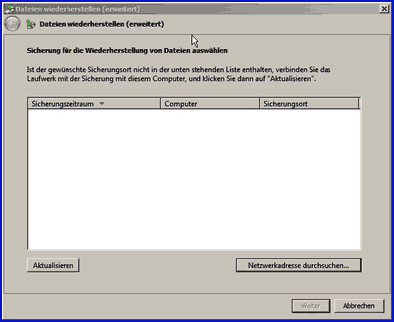 Dateien wiederherstellen (erweitert)
Dateien wiederherstellen (erweitert)
Sicherung für die Wiederherstellung von Dateien auswählen
Ist der gewünschte Sicherungsort nicht in der unten stehenden Liste enthalten, verbinden Sie das
Laufwerk mit der Sicherung mit diesem Computer, und klicken Sie dann auf "Aktualisieren".
Sicherungszeitraum Computer Sicherungsort
Aktualisieren Netzwerkadresse durchsuchen...
Weiter Abbrechen